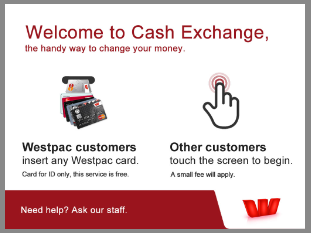 Welcome to Cash Exchange,
the handy way to change your money.
Westpac customers
insert any Westpac card.
Card for ID only, this service is free.
Other customers
touch the screen to begin.
A small fee will apply.
Need help? Ask our staff.